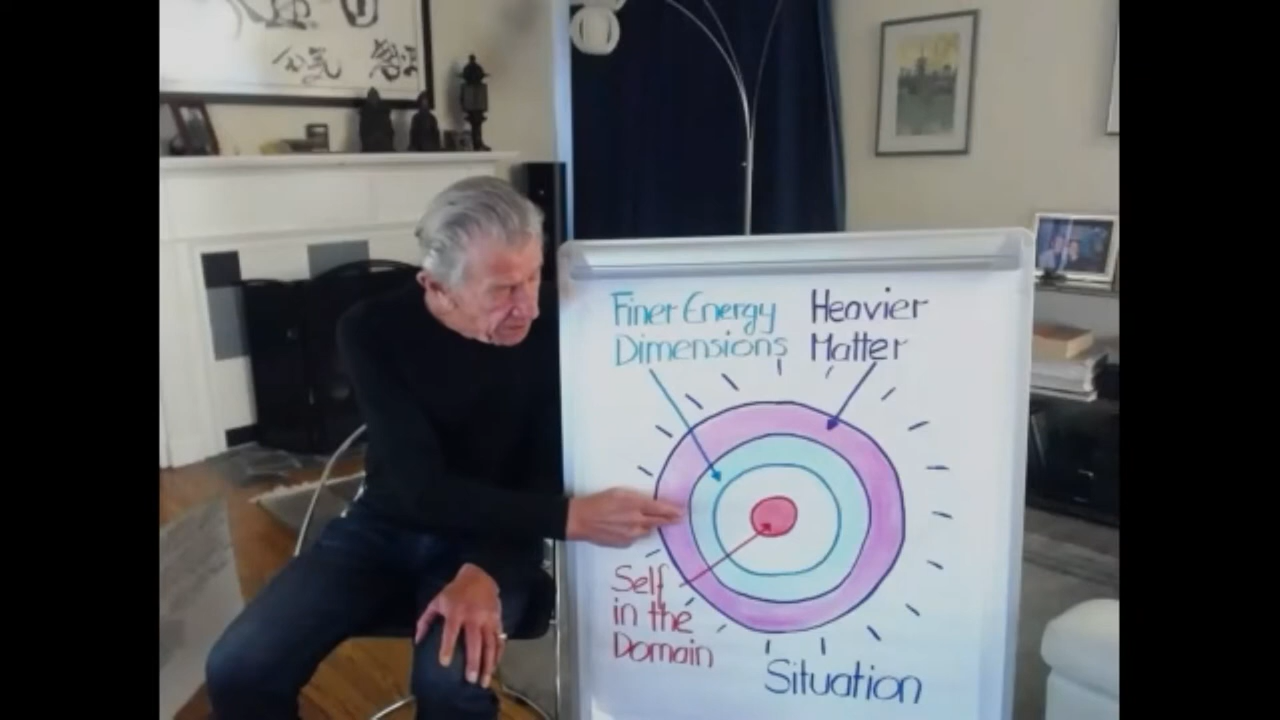 Finer Energy
Dimensions
Heavier
Matter
Self
in the
Domain
Situation